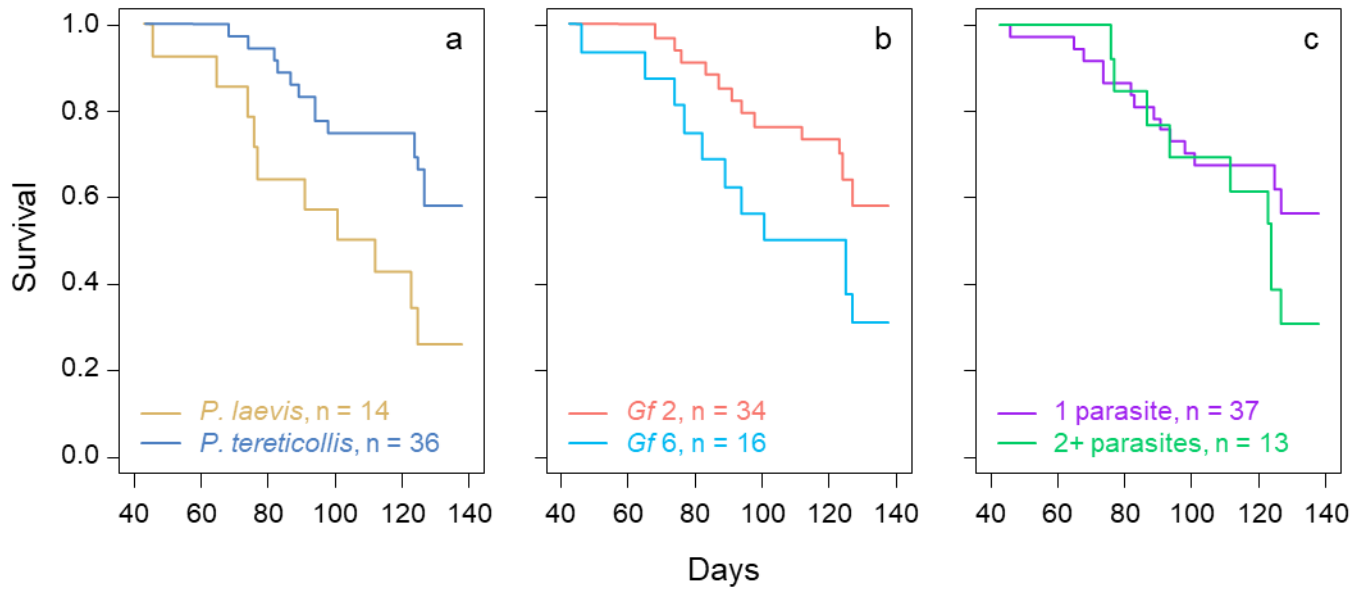 Survival
1.0
0.8
0.6
0.4
0.2
0.0
a
P. laevis, n = 14
P. tereticollis, n = 36
40 60 80 100 120 140
b
Gf 2, n = 34
Gf 6, n = 16
40 60 80 100 120 140
c
1 parasite, n = 37
2+ parasites, n = 13
40 60 80 100 120 140
Days